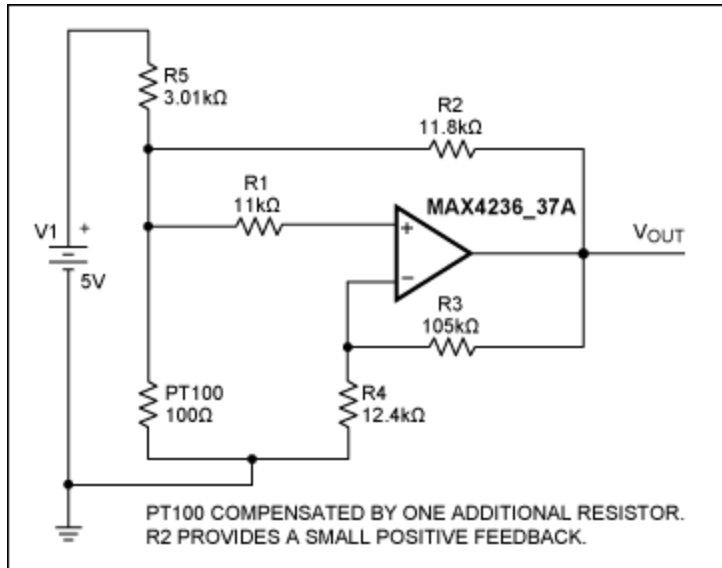 R5
3.01kΩ
R2
11.8kΩ
R1
11kΩ
MAX4236_37A
+
V1
+
5V
−
VOUT
R3
105kΩ
PT100
100Ω
R4
12.4kΩ
PT100 COMPENSATED BY ONE ADDITIONAL RESISTOR.
R2 PROVIDES A SMALL POSITIVE FEEDBACK.